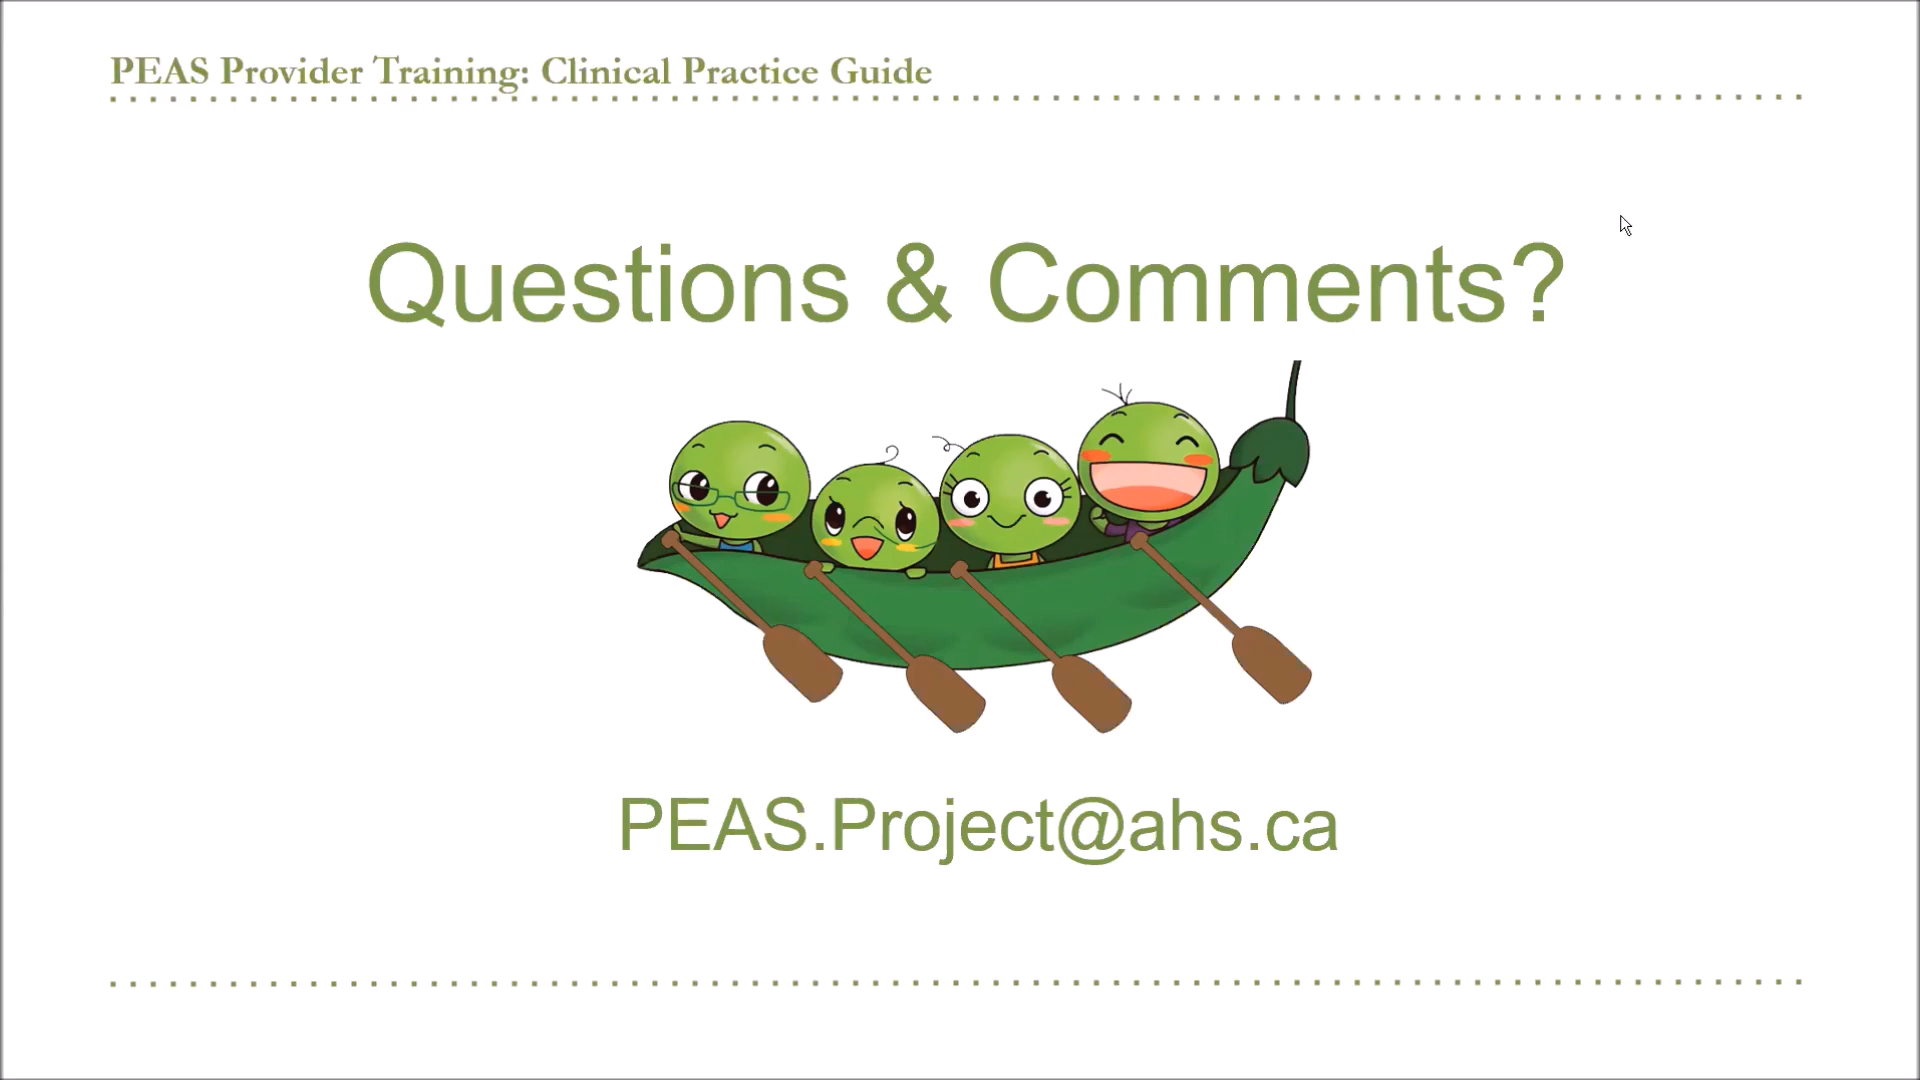 PEAS Provider Training: Clinical Practice Guide
Questions & Comments?
PEAS.Project@ahs.ca